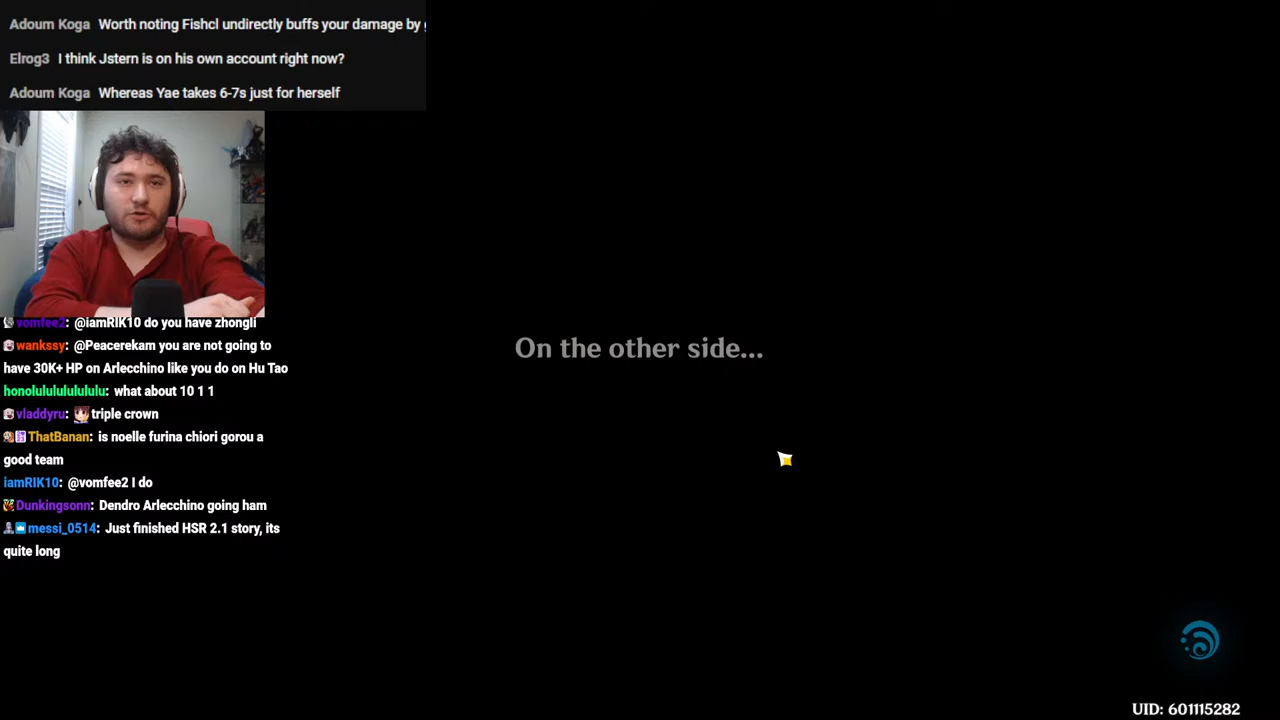 Adoum Koga Worth noting Fishcl undirectly buffs your damage by
Elrog3 I think Jstern is on his own account right now?
Adoum Koga Whereas Yae takes 6-7s just for herself
vomfee2: @iamRIK10 do you have zhongli
wankssy: @Peacerekam you are not going to
have 30K+ HP on Arlecchino like you do on Hu Tao
honolulululululu: what about 10 1 1
vladdyru: triple crown
ThatBanan: is noelle furina chiori gorou a
good team
iamRIK10: @vomfee2 I do
Dunkingsonn: Dendro Arlecchino going ham
messi_0514: Just finished HSR 2.1 story, its
quite long
On the other side...
UID: 601115282